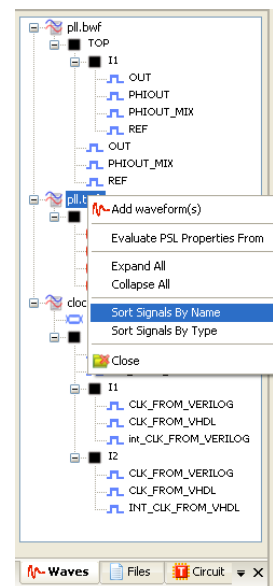 pll.bwf
TOP
I1
OUT
PHIOUT
PHIOUT_MIX
REF
OUT
PHIOUT_MIX
REF
Add waveform(s)
Evaluate PSL Properties From
Expand All
Collapse All
Sort Signals By Name
Sort Signals By Type
Close
I1
CLK_FROM_VERILOG
CLK_FROM_VHDL
int_CLK_FROM_VERILOG
I2
CLK_FROM_VERILOG
CLK_FROM_VHDL
INT_CLK_FROM_VHDL
Waves Files Circuit